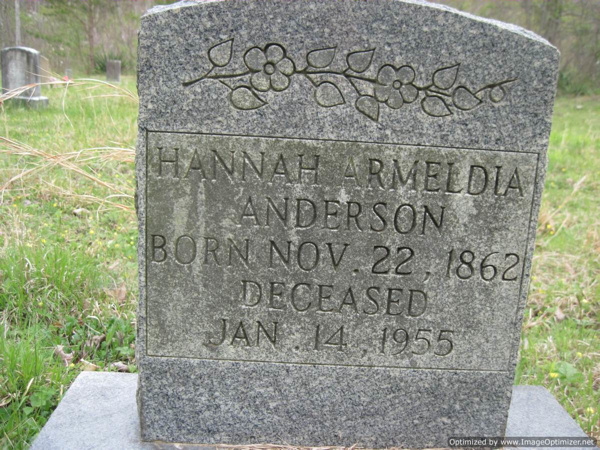 HANNAH ARMELDIA
ANDERSON
BORN NOV. 22, 1862
DECEASED
JAN. 14, 1955
Optimized by www.ImageOptimizer.net